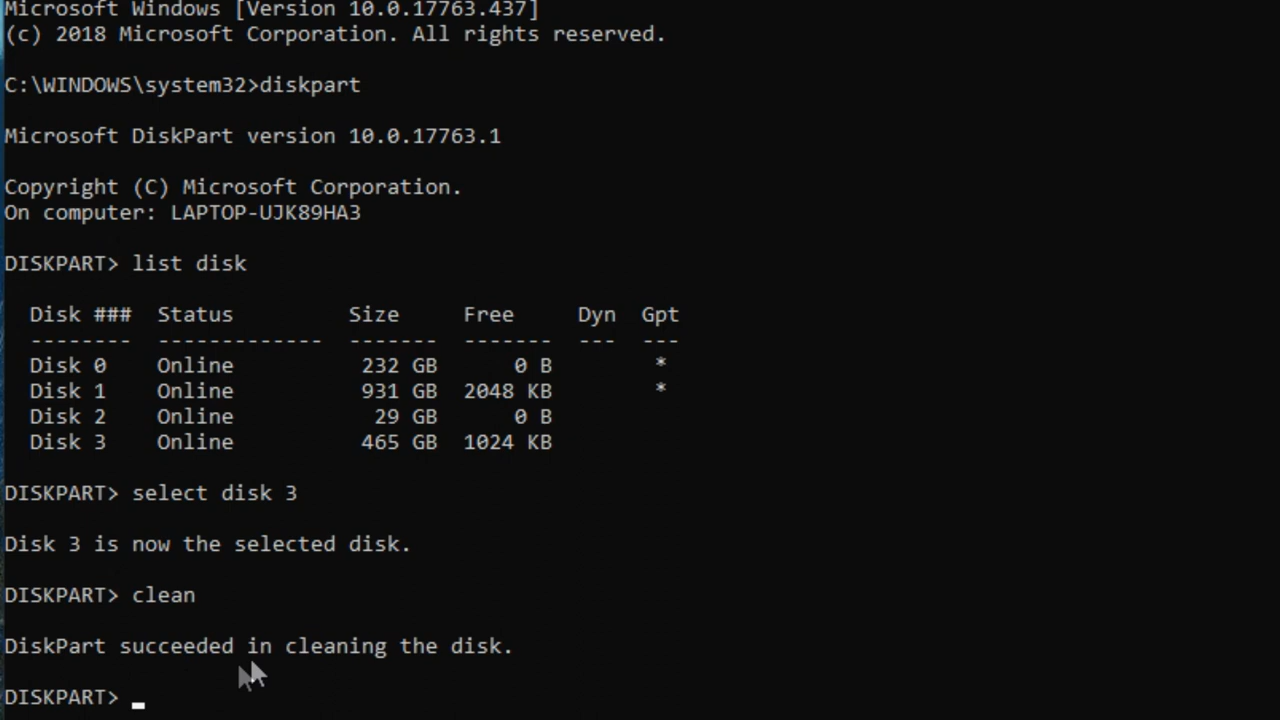 Microsoft Windows [Version 10.0.17763.437]
(c) 2018 Microsoft Corporation. All rights reserved.
C:\WINDOWS\system32>diskpart
Microsoft DiskPart version 10.0.17763.1
Copyright (C) Microsoft Corporation.
On computer: LAPTOP-UJK89HA3
DISKPART> list disk
  Disk ###  Status         Size     Free     Dyn  Gpt
  --------  -------------  -------  -------  ---  ---
  Disk 0    Online          232 GB      0 B        *
  Disk 1    Online          931 GB  2048 KB        *
  Disk 2    Online           29 GB      0 B
  Disk 3    Online          465 GB  1024 KB
DISKPART> select disk 3
Disk 3 is now the selected disk.
DISKPART> clean
DiskPart succeeded in cleaning the disk.
DISKPART> _